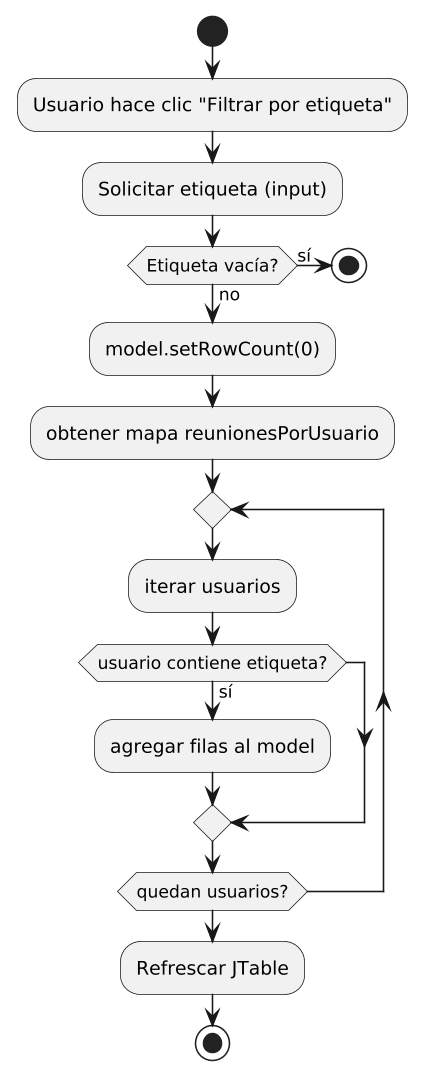 Usuario hace clic "Filtrar por etiqueta"
Solicitar etiqueta (input)
Etiqueta vacía?
sí
no
model.setRowCount(0)
obtener mapa reunionesPorUsuario
iterar usuarios
usuario contiene etiqueta?
sí
agregar filas al model
quedan usuarios?
Refrescar JTable